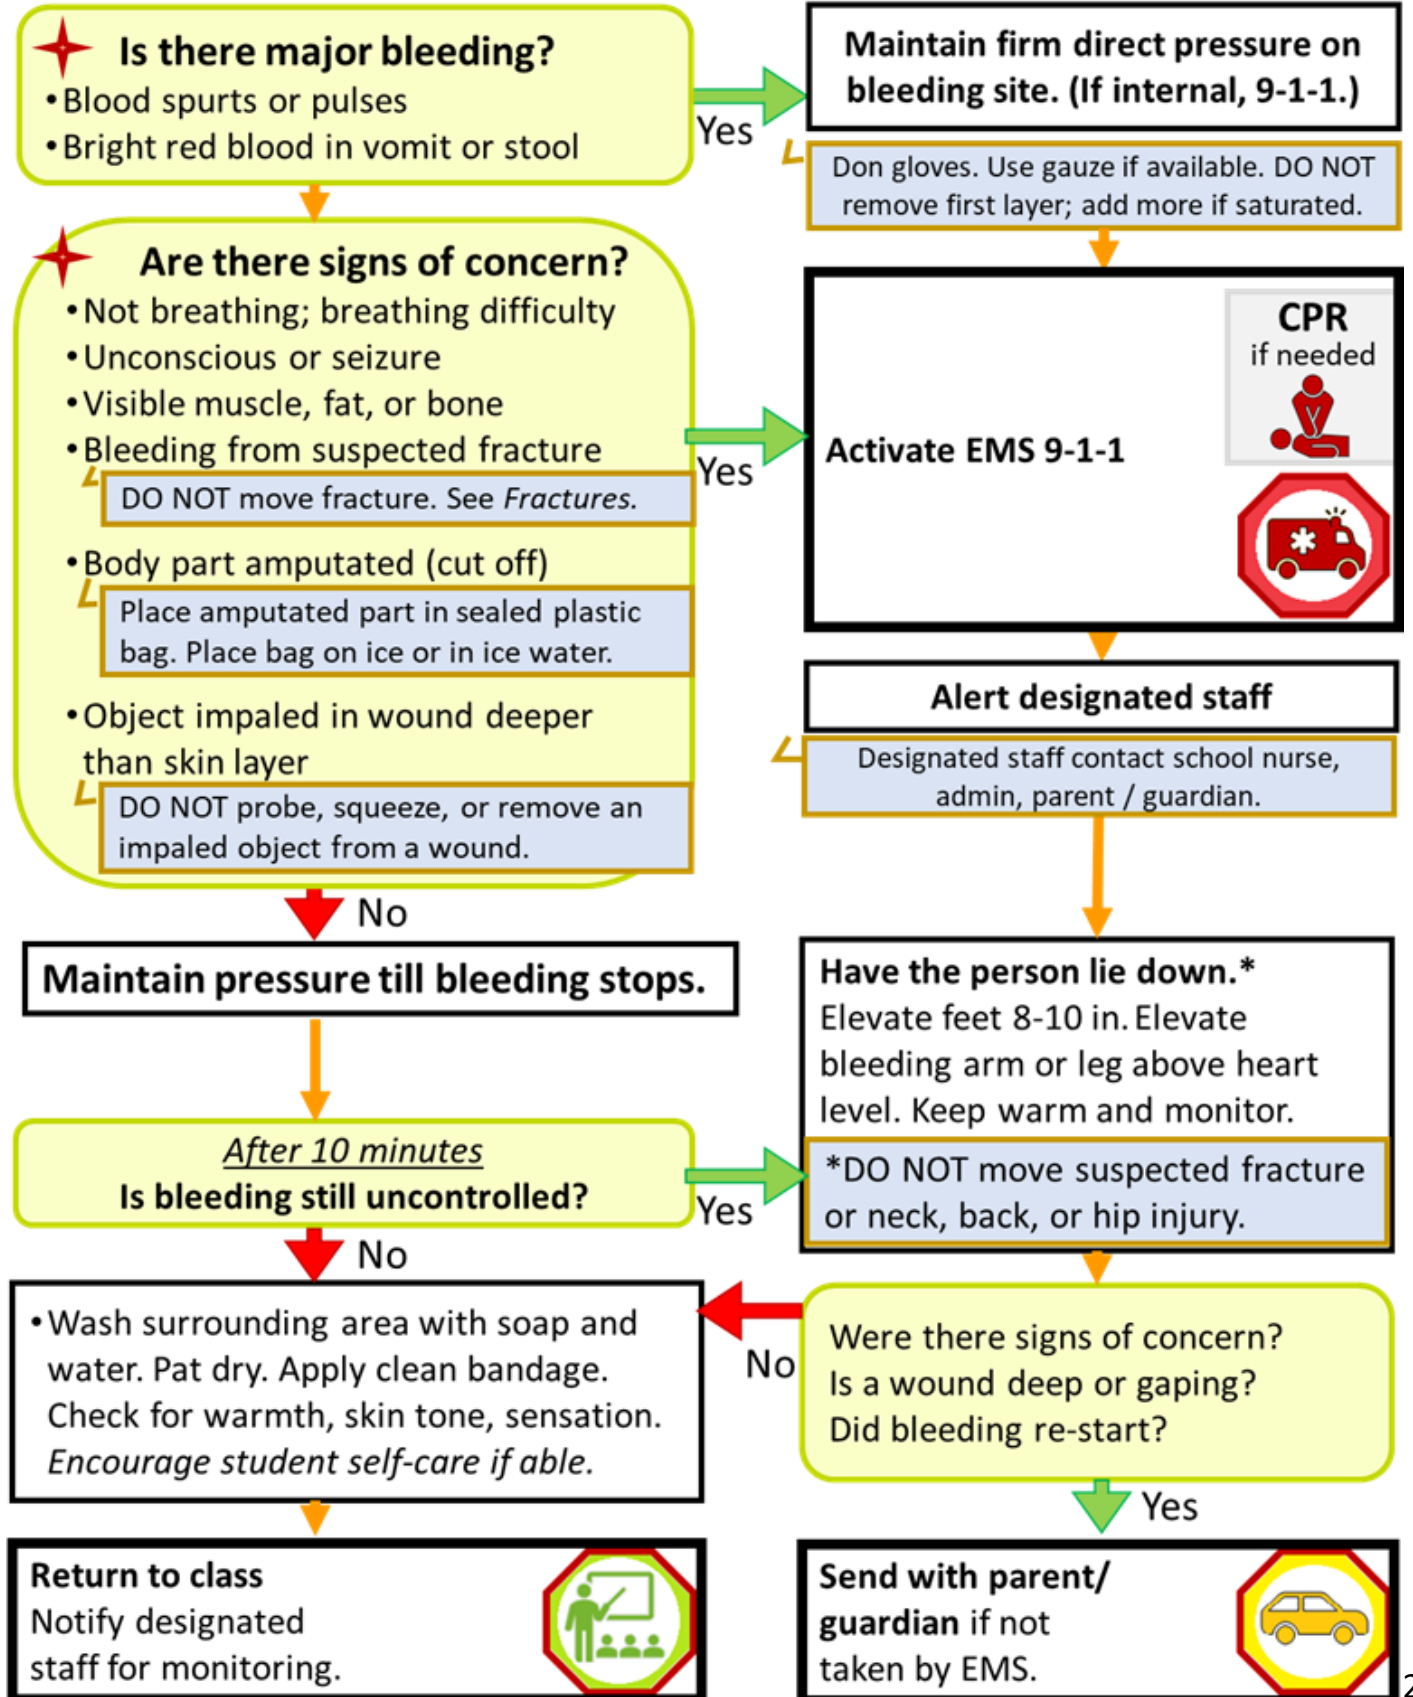 Is there major bleeding?
•Blood spurts or pulses
•Bright red blood in vomit or stool
Yes
Maintain firm direct pressure on
bleeding site. (If internal, 9-1-1.)
Don gloves. Use gauze if available. DO NOT
remove first layer; add more if saturated.
Are there signs of concern?
•Not breathing; breathing difficulty
•Unconscious or seizure
•Visible muscle, fat, or bone
•Bleeding from suspected fracture
DO NOT move fracture. See Fractures.
•Body part amputated (cut off)
Place amputated part in sealed plastic
bag. Place bag on ice or in ice water.
•Object impaled in wound deeper
than skin layer
DO NOT probe, squeeze, or remove an
impaled object from a wound.
Yes
Activate EMS 9-1-1
CPR
if needed
Alert designated staff
Designated staff contact school nurse,
admin, parent / guardian.
No
Maintain pressure till bleeding stops.
After 10 minutes
Is bleeding still uncontrolled?
Yes
Have the person lie down.*
Elevate feet 8-10 in. Elevate
bleeding arm or leg above heart
level. Keep warm and monitor.
*DO NOT move suspected fracture
or neck, back, or hip injury.
No
•Wash surrounding area with soap and
water. Pat dry. Apply clean bandage.
Check for warmth, skin tone, sensation.
Encourage student self-care if able.
No
Were there signs of concern?
Is a wound deep or gaping?
Did bleeding re-start?
Yes
Return to class
Notify designated
staff for monitoring.
Send with parent/
guardian if not
taken by EMS.